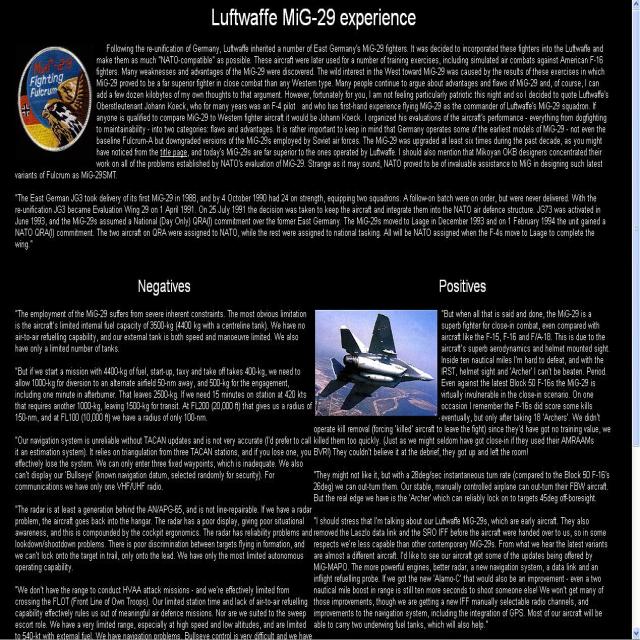 Luftwaffe MiG-29 experience
MiG-29
Fighting
Fulcrum
Following the re-unification of Germany, Luftwaffe inherited a number of East Germany's MiG-29 fighters. It was decided to incorporated these fighters into the Luftwaffe and
make them as much "NATO-compatible" as possible. These aircraft were later used for a number of training exercises, including simulated air combats against American F-16
fighters. Many weaknesses and advantages of the MiG-29 were discovered. The wild interest in the West toward MiG-29 was caused by the results of these exercises in which
MiG-29 proved to be a far superior fighter in close combat than any Western type. Many people continue to argue about advantages and flaws of MiG-29 and, of course, I can
add a few dozen kilobytes of my own thoughts to that argument. However, fortunately for you, I am not feeling particularly patriotic this night and so I decided to quote Luftwaffe's
Oberstleutenant Johann Koeck, who for many years was an F-4 pilot and who has first-hand experience flying MiG-29 as the commander of Luftwaffe's MiG-29 squadron. If
anyone is qualified to compare MiG-29 to Western fighter aircraft it would be Johann Koeck. I organized his evaluations of the aircraft's performance - everything from dogfighting
to maintainability - into two categories: flaws and advantages. It is rather important to keep in mind that Germany operates some of the earliest models of MiG-29 - not even the
baseline Fulcrum-A but downgraded versions of the MiG-29s employed by Soviet air forces. The MiG-29 was upgraded at least six times during the past decade, as you might
have noticed from the title page, and today's MiG-29s are far superior to the ones operated by Luftwaffe. I should also mention that Mikoyan OKB designers concentrated their
work on all of the problems established by NATO's evaluation of MiG-29. Strange as it may sound, NATO proved to be of invaluable assistance to MiG in designing such latest
variants of Fulcrum as MiG-29SMT.
"The East German JG3 took delivery of its first MiG-29 in 1988, and by 4 October 1990 had 24 on strength, equipping two squadrons. A follow-on batch were on order, but were never delivered. With the
re-unification JG3 became Evaluation Wing 29 on 1 April 1991. On 25 July 1991 the decision was taken to keep the aircraft and integrate them into the NATO air defence structure. JG73 was activated in
June 1993, and the MiG-29s assumed a National (Day Only) QRA(I) commitment over the former East Germany. The MiG-29s moved to Laage in December 1993 and on 1 February 1994 the unit gained a
NATO QRA(I) commitment. The two aircraft on QRA were assigned to NATO, while the rest were assigned to national tasking. All will be NATO assigned when the F-4s move to Laage to complete the
wing."
Negatives
"The employment of the MiG-29 suffers from severe inherent constraints. The most obvious limitation
is the aircraft's limited internal fuel capacity of 3500-kg (4400 kg with a centreline tank). We have no
air-to-air refuelling capability, and our external tank is both speed and manoeuvre limited. We also
have only a limited number of tanks.
"But if we start a mission with 4400-kg of fuel, start-up, taxy and take off takes 400-kg, we need to
allow 1000-kg for diversion to an alternate airfield 50-nm away, and 500-kg for the engagement,
including one minute in afterburner. That leaves 2500-kg. If we need 15 minutes on station at 420 kts
that requires another 1000-kg, leaving 1500-kg for transit. At FL200 (20,000 ft) that gives us a radius of
150-nm, and at FL100 (10,000 ft) we have a radius of only 100-nm.
"Our navigation system is unreliable without TACAN updates and is not very accurate (I'd prefer to call
it an estimation system). It relies on triangulation from three TACAN stations, and if you lose one, you
effectively lose the system. We can only enter three fixed waypoints, which is inadequate. We also
can't display our 'Bullseye' (known navigation datum, selected randomly for security). For
communications we have only one VHF/UHF radio.
"The radar is at least a generation behind the AN/APG-65, and is not line-repairable. If we have a radar
problem, the aircraft goes back into the hangar. The radar has a poor display, giving poor situational
awareness, and this is compounded by the cockpit ergonomics. The radar has reliability problems and
lookdown/shootdown problems. There is poor discrimination between targets flying in formation, and
we can't lock onto the target in trail, only onto the lead. We have only the most limited autonomous
operating capability.
"We don't have the range to conduct HVAA attack missions - and we're effectively limited from
crossing the FLOT (Front Line of Own Troops). Our limited station time and lack of air-to-air refuelling
capability effectively rules us out of meaningful air defence missions. Nor are we suited to the sweep
escort role. We have a very limited range, especially at high speed and low altitudes, and are limited
to 540-kt with external fuel. We have navigation problems, Bullseye control is very difficult and we have
Positives
"But when all that is said and done, the MiG-29 is a
superb fighter for close-in combat, even compared with
aircraft like the F-15, F-16 and F/A-18. This is due to the
aircraft's superb aerodynamics and helmet mounted sight.
Inside ten nautical miles I'm hard to defeat, and with the
IRST, helmet sight and 'Archer' I can't be beaten. Period.
Even against the latest Block 50 F-16s the MiG-29 is
virtually invulnerable in the close-in scenario. On one
occasion I remember the F-16s did score some kills
eventually, but only after taking 18 'Archers'. We didn't
operate kill removal (forcing 'killed' aircraft to leave the fight) since they'd have got no training value, we
killed them too quickly. (Just as we might seldom have got close-in if they used their AMRAAMs
BVR!) They couldn't believe it at the debrief, they got up and left the room!
"They might not like it, but with a 28deg/sec instantaneous turn rate (compared to the Block 50 F-16's
26deg) we can out-turn them. Our stable, manually controlled airplane can out-turn their FBW aircraft.
But the real edge we have is the 'Archer' which can reliably lock on to targets 45deg off-boresight.
"I should stress that I'm talking about our Luftwaffe MiG-29s, which are early aircraft. They also
removed the Laszlo data link and the SRO IFF before the aircraft were handed over to us, so in some
respects we're less capable than other contemporary MiG-29s. From what we hear the latest variants
are almost a different aircraft. I'd like to see our aircraft get some of the updates being offered by
MiG-MAPO. The more powerful engines, better radar, a new navigation system, a data link and an
inflight refuelling probe. If we got the new 'Alamo-C' that would also be an improvement - even a two
nautical mile boost in range is still ten more seconds to shoot someone else! We won't get many of
those improvements, though we are getting a new IFF manually selectable radio channels, and
improvements to the navigation system, including the integration of GPS. Most of our aircraft will be
able to carry two underwing fuel tanks, which will also help."